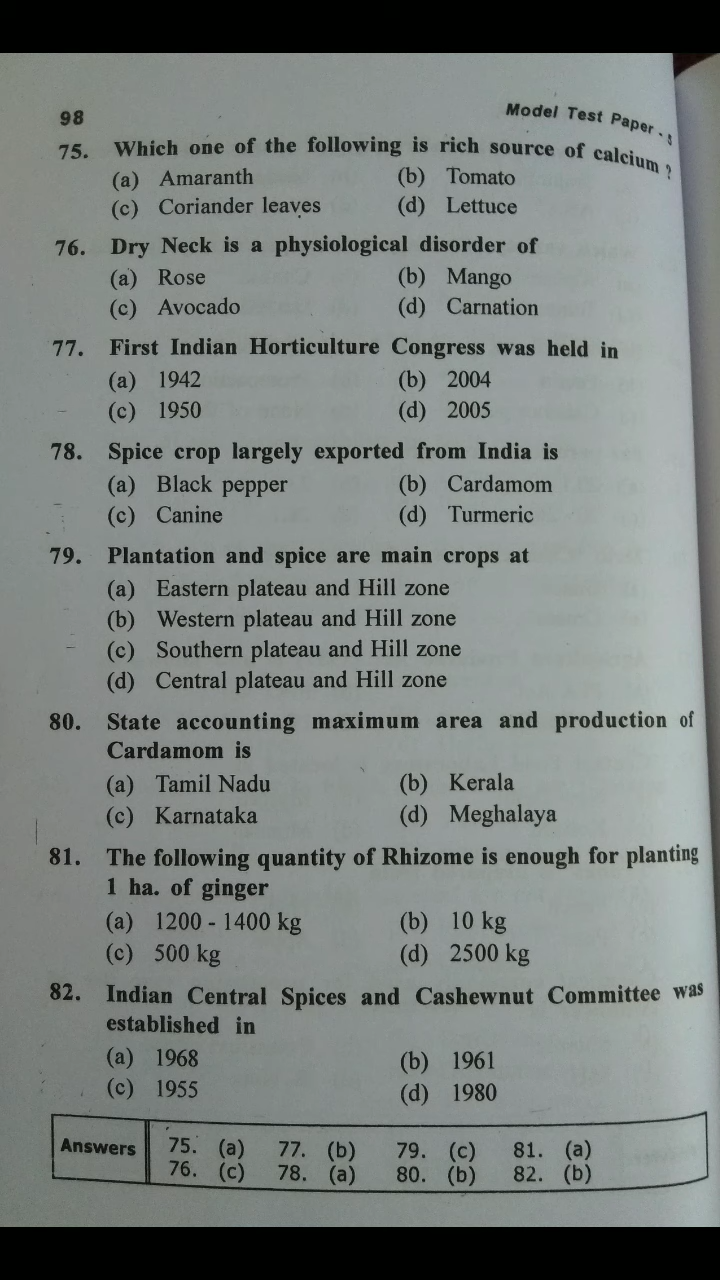 98
Model Test Paper - 5
75. Which one of the following is rich source of calcium ?
(a) Amaranth (b) Tomato
(c) Coriander leaves (d) Lettuce
76. Dry Neck is a physiological disorder of
(a) Rose (b) Mango
(c) Avocado (d) Carnation
77. First Indian Horticulture Congress was held in
(a) 1942 (b) 2004
(c) 1950 (d) 2005
78. Spice crop largely exported from India is
(a) Black pepper (b) Cardamom
(c) Canine (d) Turmeric
79. Plantation and spice are main crops at
(a) Eastern plateau and Hill zone
(b) Western plateau and Hill zone
(c) Southern plateau and Hill zone
(d) Central plateau and Hill zone
80. State accounting maximum area and production of
Cardamom is
(a) Tamil Nadu (b) Kerala
(c) Karnataka (d) Meghalaya
81. The following quantity of Rhizome is enough for planting
1 ha. of ginger
(a) 1200 - 1400 kg (b) 10 kg
(c) 500 kg (d) 2500 kg
82. Indian Central Spices and Cashewnut Committee was
established in
(a) 1968 (b) 1961
(c) 1955 (d) 1980
Answers 75. (a) 77. (b) 79. (c) 81. (a)
76. (c) 78. (a) 80. (b) 82. (b)